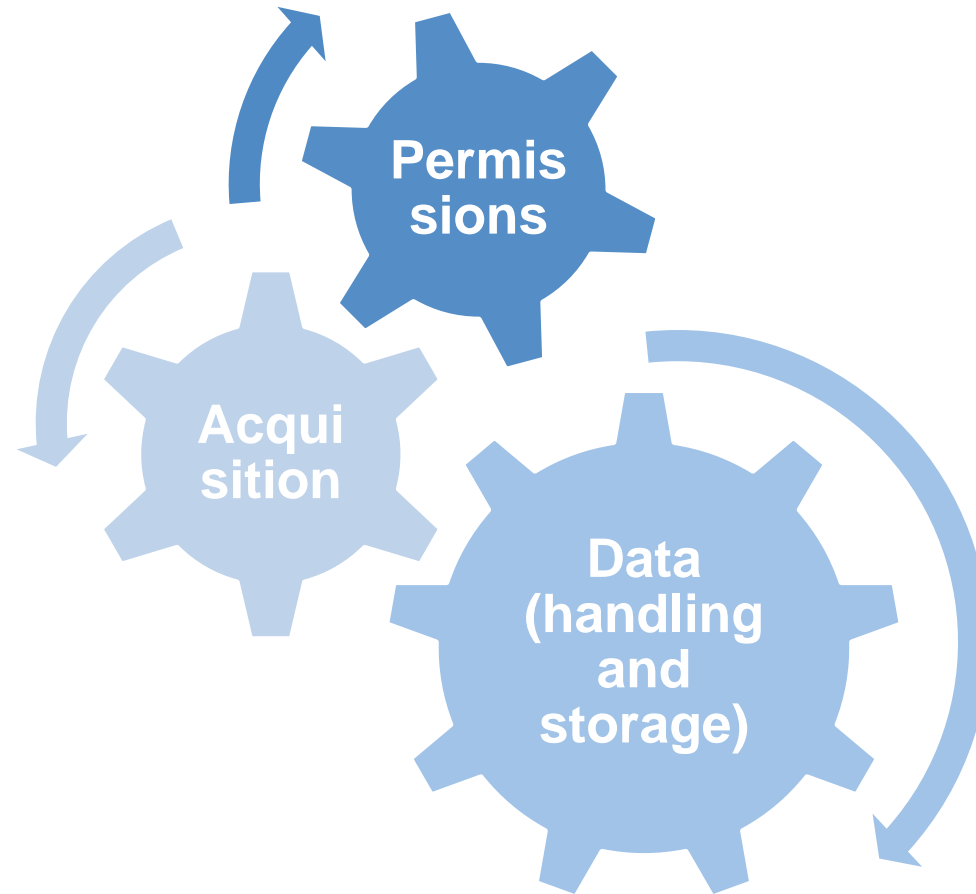 Permis
sions
Acqui
sition
Data
(handling
and
storage)